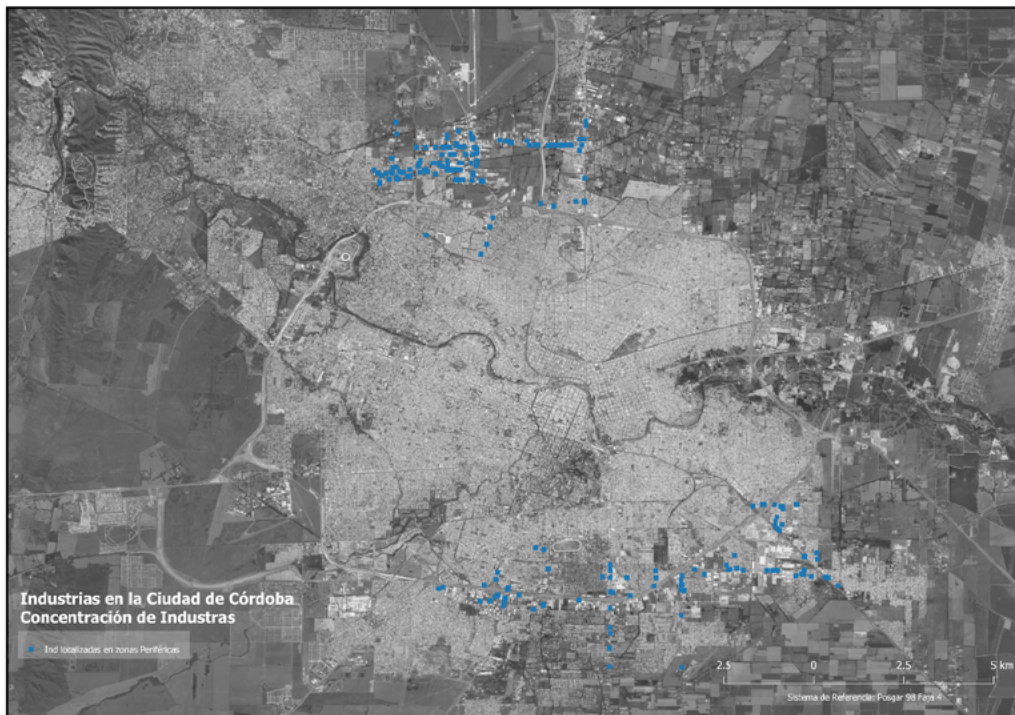 Industrias en la Ciudad de Córdoba
Concentración de Industras
Ind localizadas en zonas Periféricas
2.5 0 2.5 5 km
Sistema de Referencia: Posgar 98 Faja 4